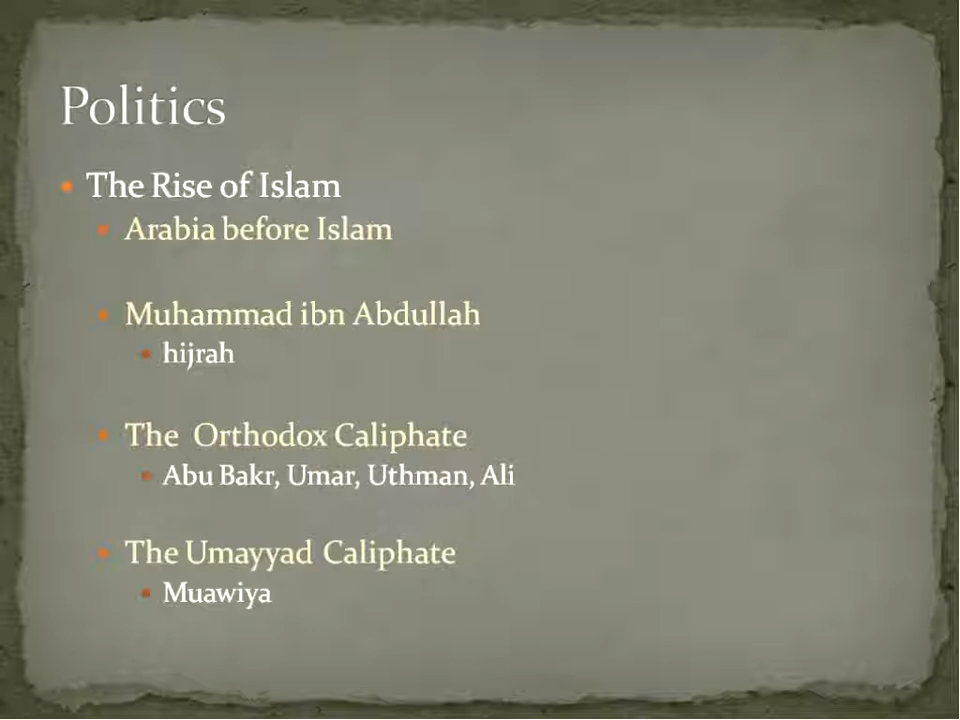 Politics
The Rise of Islam
Arabia before Islam
Muhammad ibn Abdullah
hijrah
The Orthodox Caliphate
Abu Bakr, Umar, Uthman, Ali
The Umayyad Caliphate
Muawiya